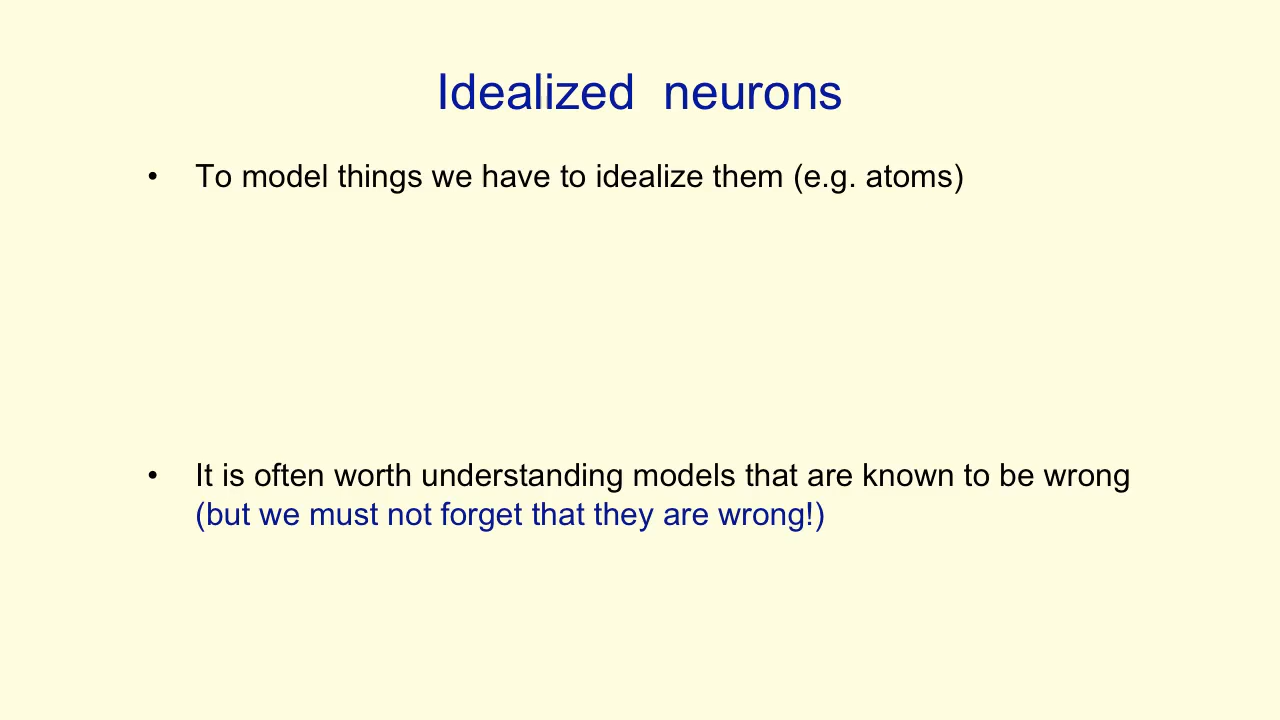 Idealized neurons
• To model things we have to idealize them (e.g. atoms)
• It is often worth understanding models that are known to be wrong
(but we must not forget that they are wrong!)